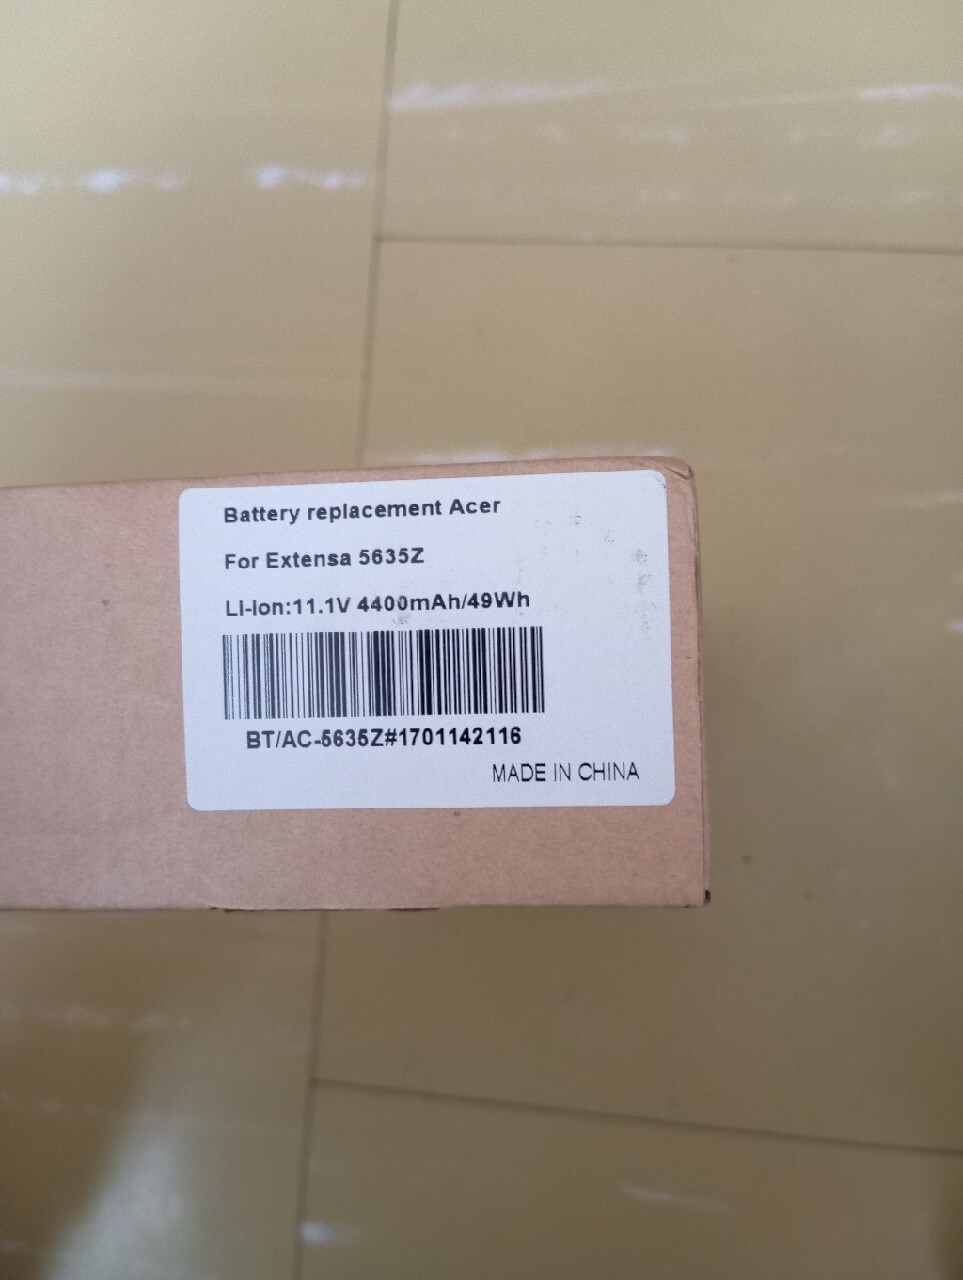 Battery replacement Acer
For Extensa 5635Z
Li-ion:11.1V 4400mAh/49Wh
BT/AC-5635Z#1701142116
MADE IN CHINA